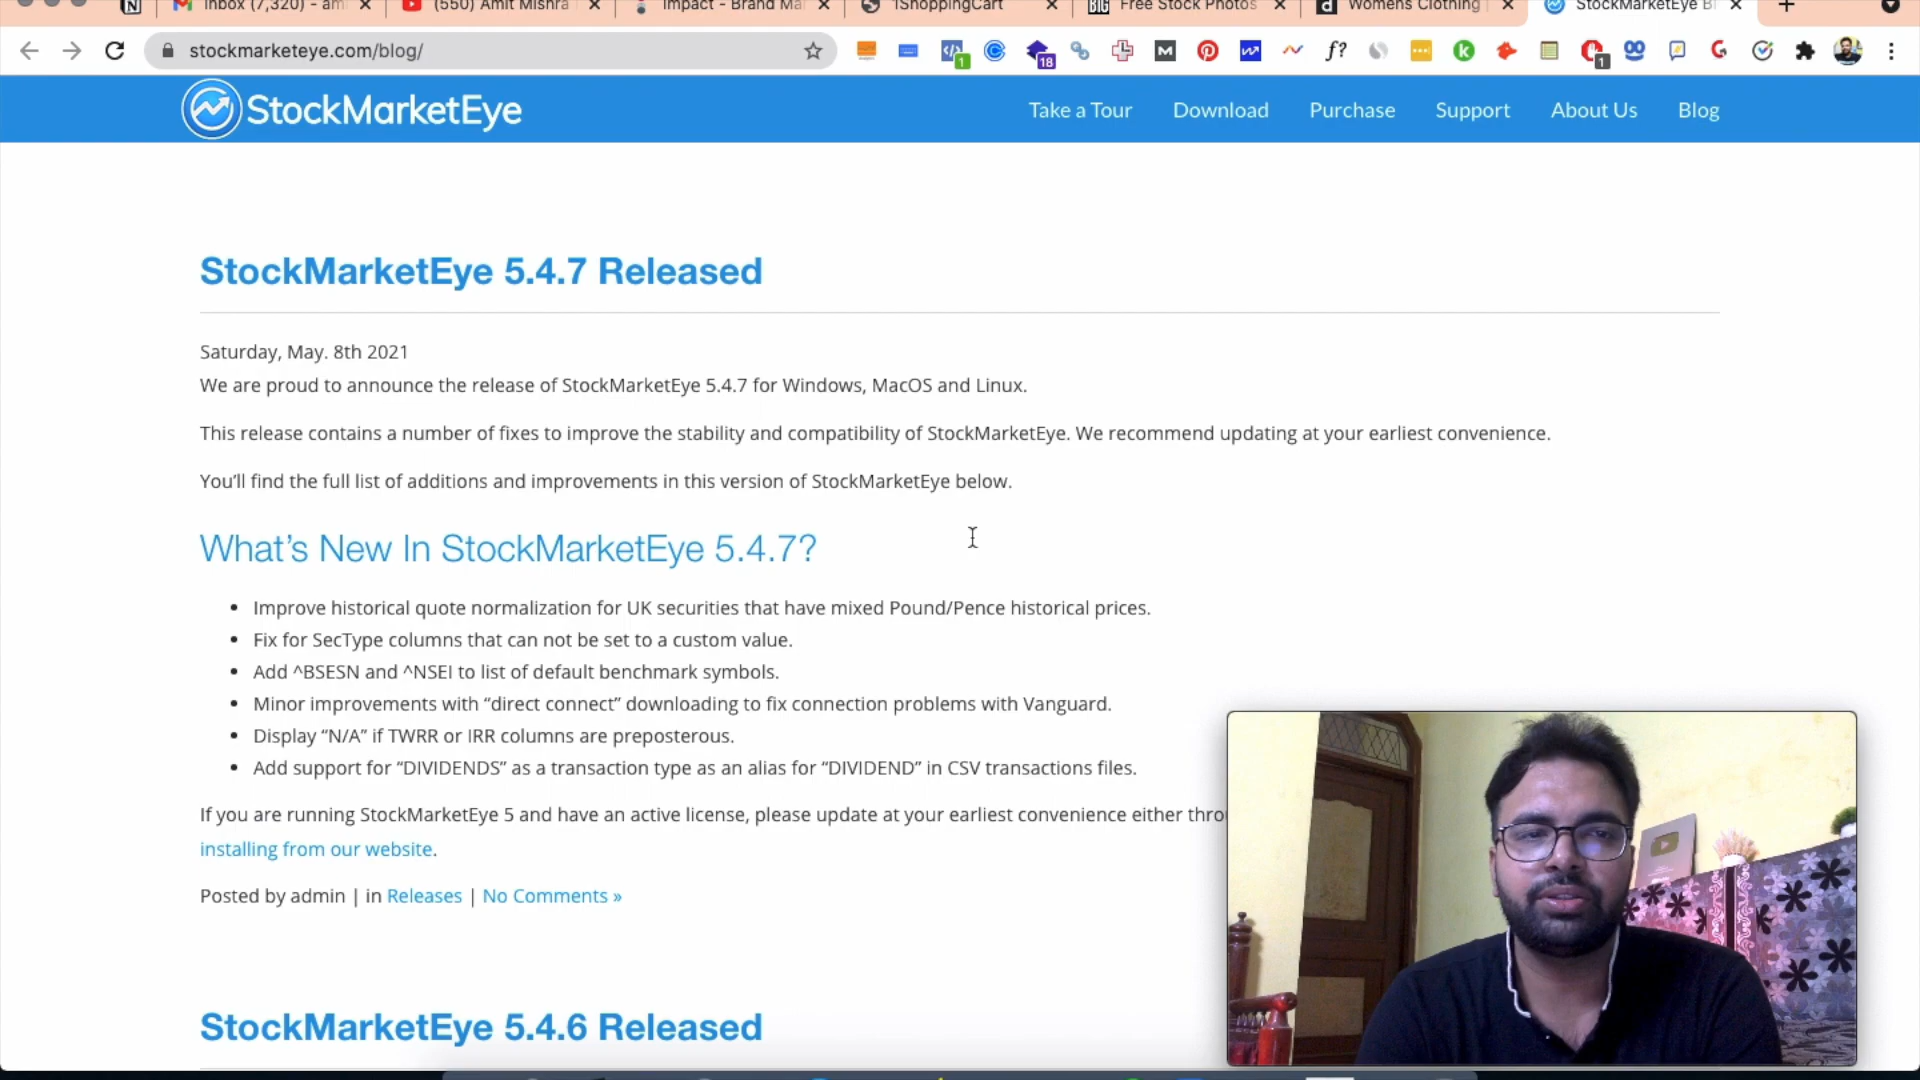 Inbox (7,320) - am
(550) Amit Mishra
Impact - Brand Ma
1ShoppingCart
BIG
Free Stock Photos
d
Womens Clothing
StockMarketEye Bl
stockmarketeye.com/blog/
1
18
M
f?
k
G
1
StockMarketEye
Take a Tour
Download
Purchase
Support
About Us
Blog
StockMarketEye 5.4.7 Released
Saturday, May. 8th 2021
We are proud to announce the release of StockMarketEye 5.4.7 for Windows, MacOS and Linux.
This release contains a number of fixes to improve the stability and compatibility of StockMarketEye. We recommend updating at your earliest convenience.
You’ll find the full list of additions and improvements in this version of StockMarketEye below.
What’s New In StockMarketEye 5.4.7?
• Improve historical quote normalization for UK securities that have mixed Pound/Pence historical prices.
• Fix for SecType columns that can not be set to a custom value.
• Add ^BSESN and ^NSEI to list of default benchmark symbols.
• Minor improvements with “direct connect” downloading to fix connection problems with Vanguard.
• Display “N/A” if TWRR or IRR columns are preposterous.
• Add support for “DIVIDENDS” as a transaction type as an alias for “DIVIDEND” in CSV transactions files.
If you are running StockMarketEye 5 and have an active license, please update at your earliest convenience either thro
installing from our website.
Posted by admin | in Releases | No Comments »
StockMarketEye 5.4.6 Released